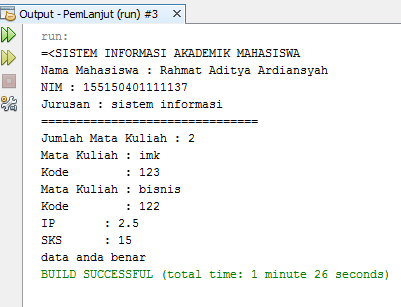 Output - PemLanjut (run) #3
run:
=<SISTEM INFORMASI AKADEMIK MAHASISWA
Nama Mahasiswa : Rahmat Aditya Ardiansyah
NIM : 155150401111137
Jurusan : sistem informasi
===============================
Jumlah Mata Kuliah : 2
Mata Kuliah : imk
Kode        : 123
Mata Kuliah : bisnis
Kode        : 122
IP       : 2.5
SKS      : 15
data anda benar
BUILD SUCCESSFUL (total time: 1 minute 26 seconds)